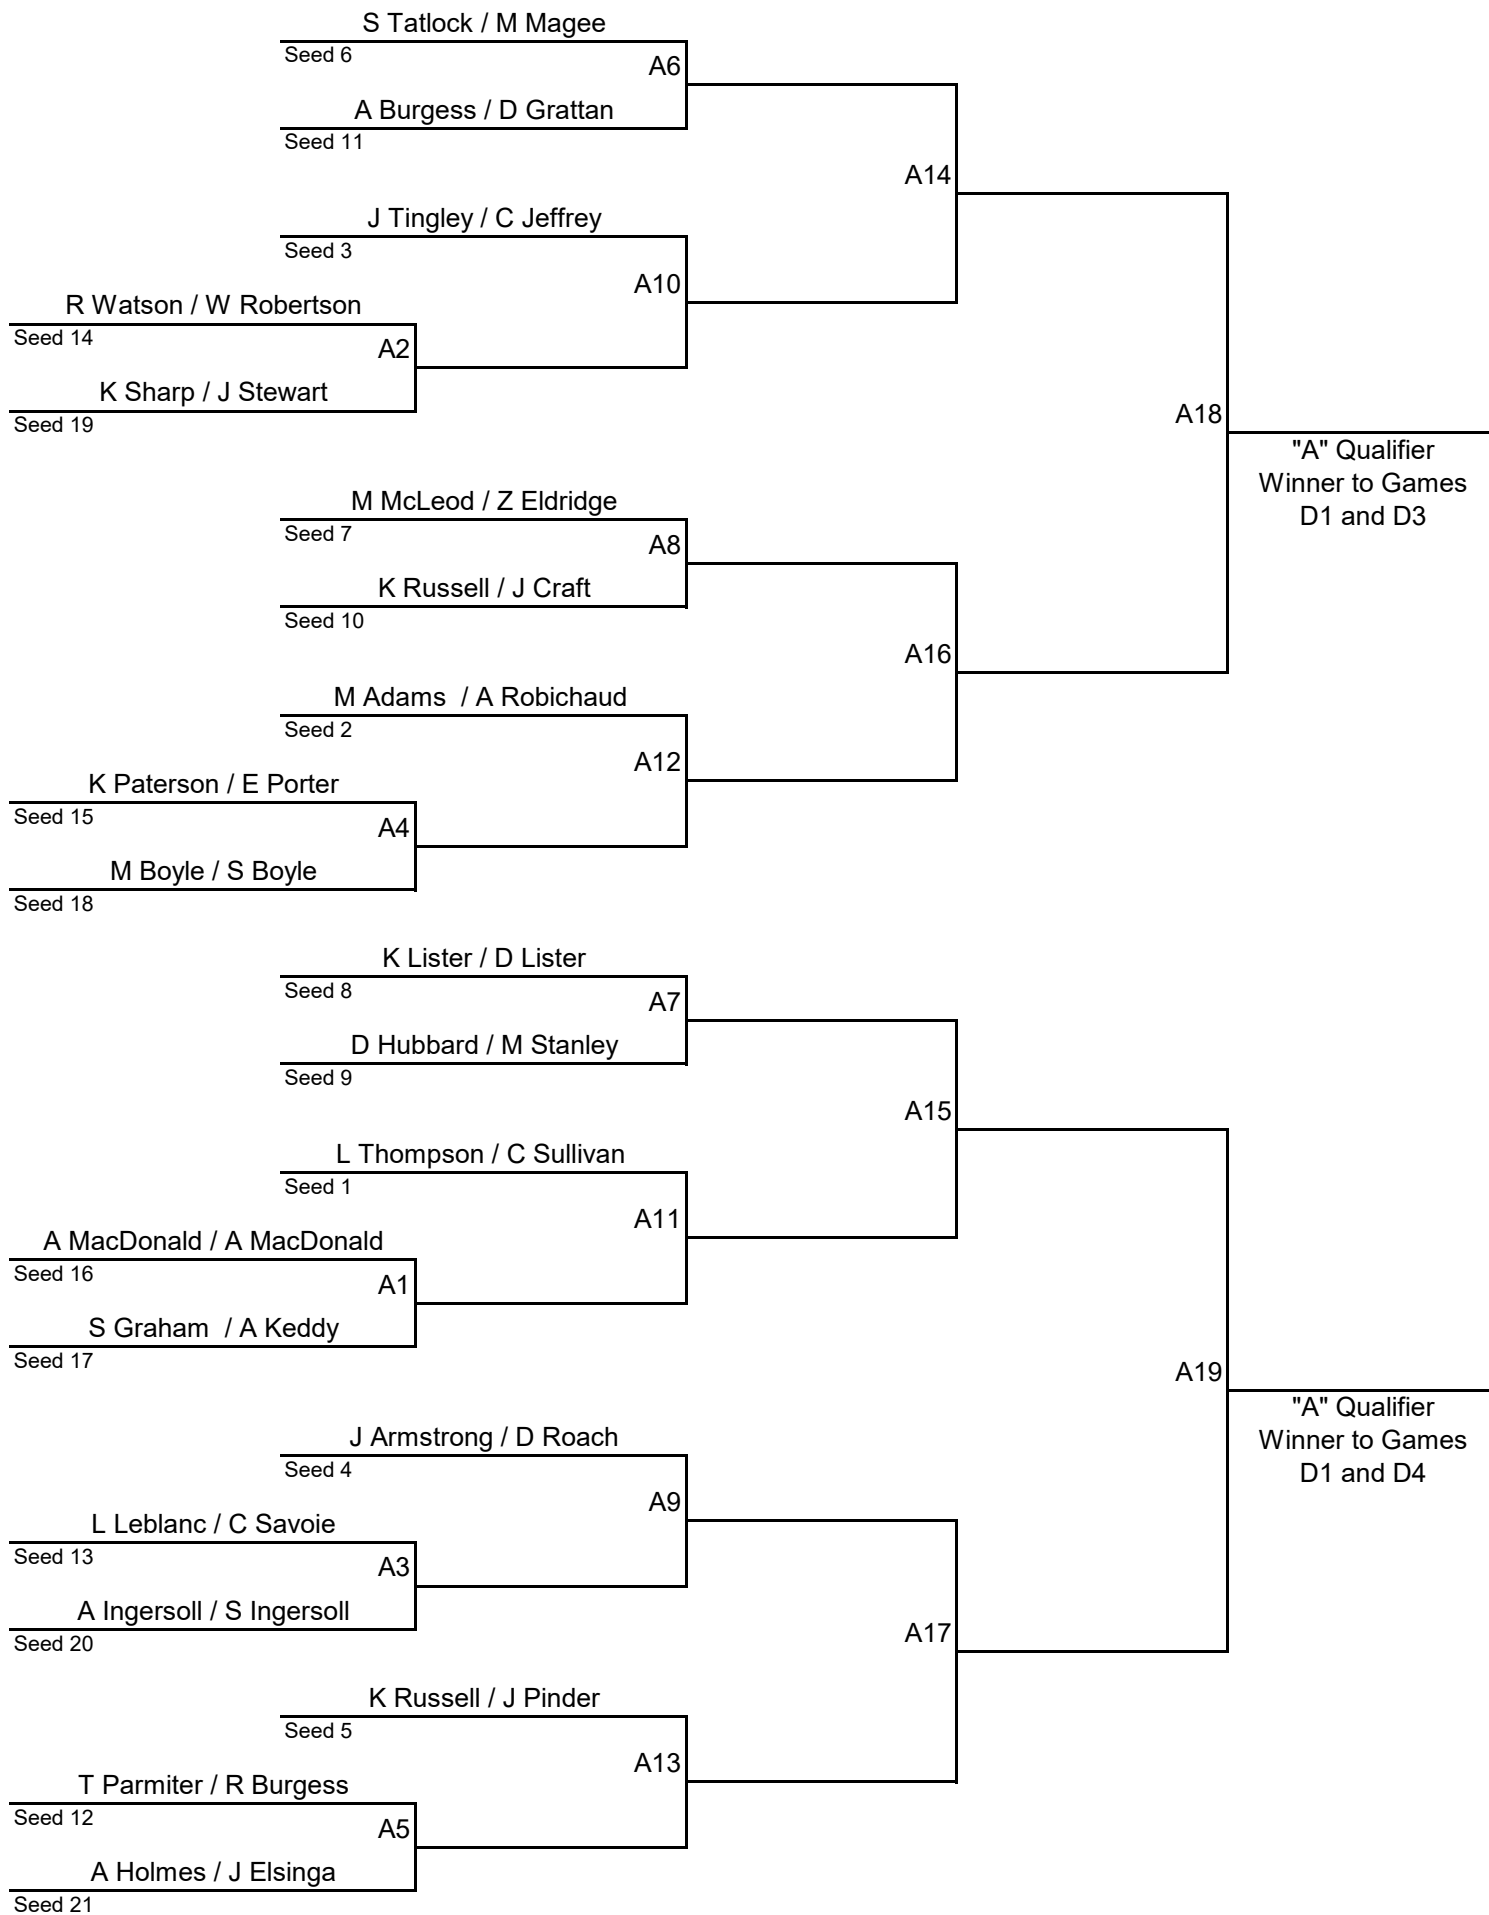 S Tatlock / M Magee
Seed 6
A6
A Burgess / D Grattan
Seed 11
A14
J Tingley / C Jeffrey
Seed 3
A10
R Watson / W Robertson
Seed 14
A2
K Sharp / J Stewart
Seed 19
A18
"A" Qualifier
Winner to Games
D1 and D3
M McLeod / Z Eldridge
Seed 7
A8
K Russell / J Craft
Seed 10
A16
M Adams  / A Robichaud
Seed 2
A12
K Paterson / E Porter
Seed 15
A4
M Boyle / S Boyle
Seed 18
K Lister / D Lister
Seed 8
A7
D Hubbard / M Stanley
Seed 9
A15
L Thompson / C Sullivan
Seed 1
A11
A MacDonald / A MacDonald
Seed 16
A1
S Graham  / A Keddy
Seed 17
A19
"A" Qualifier
Winner to Games
D1 and D4
J Armstrong / D Roach
Seed 4
A9
L Leblanc / C Savoie
Seed 13
A3
A Ingersoll / S Ingersoll
Seed 20
A17
K Russell / J Pinder
Seed 5
A13
T Parmiter / R Burgess
Seed 12
A5
A Holmes / J Elsinga
Seed 21